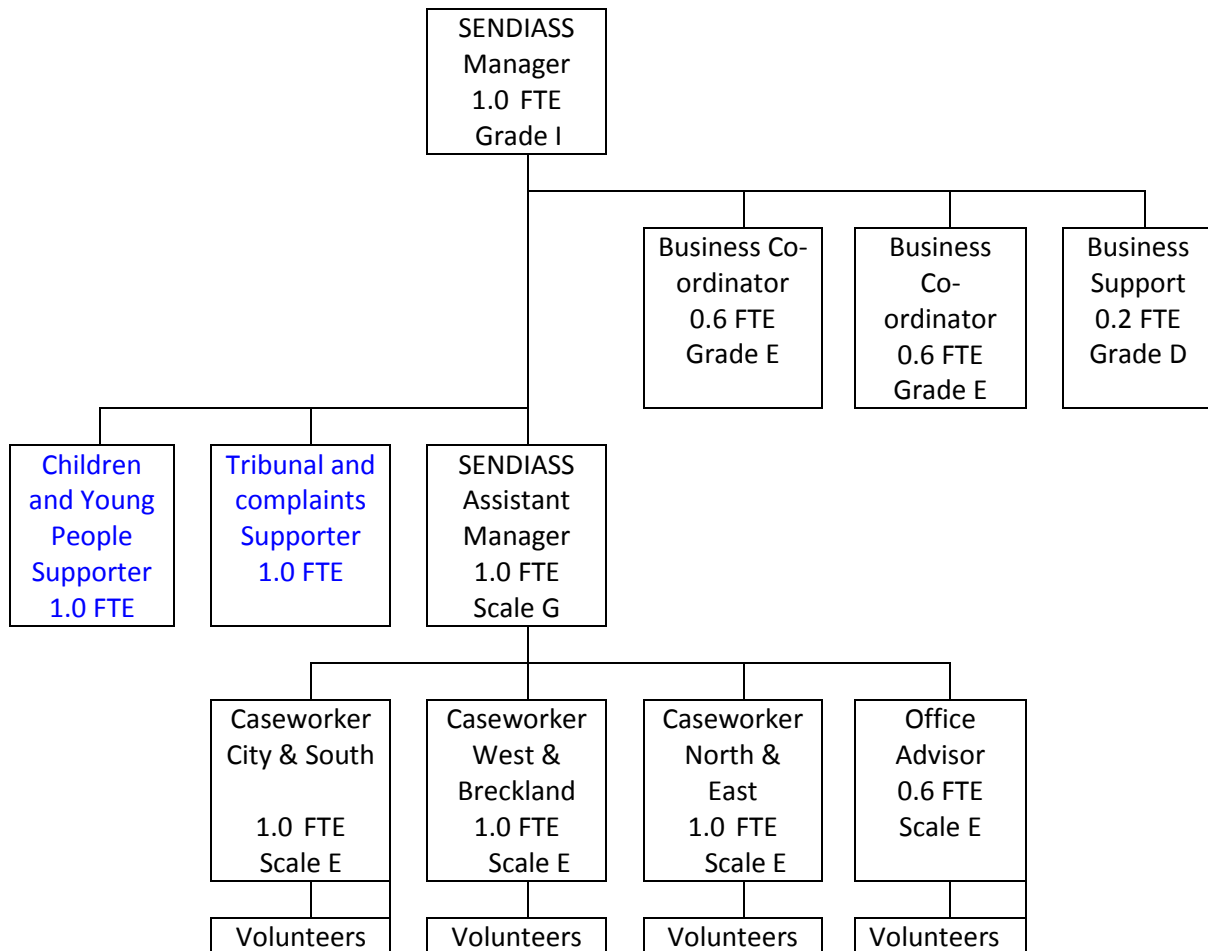 SENDIASS
Manager
1.0 FTE
Grade I
Business Co-
ordinator
0.6 FTE
Grade E
Business
Co-
ordinator
0.6 FTE
Grade E
Business
Support
0.2 FTE
Grade D
Children
and Young
People
Supporter
1.0 FTE
Tribunal and
complaints
Supporter
1.0 FTE
SENDIASS
Assistant
Manager
1.0 FTE
Scale G
Caseworker
City & South
1.0 FTE
Scale E
Caseworker
West &
Breckland
1.0 FTE
Scale E
Caseworker
North &
East
1.0 FTE
Scale E
Office
Advisor
0.6 FTE
Scale E
Volunteers
Volunteers
Volunteers
Volunteers